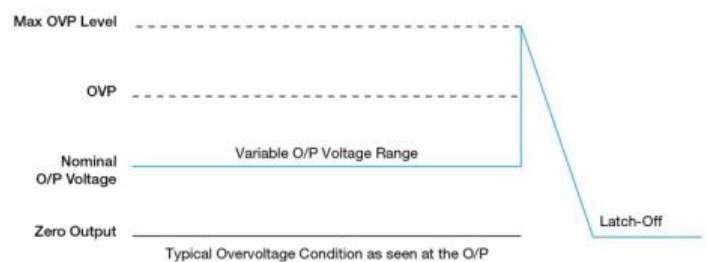 Max OVP Level
OVP
Variable O/P Voltage Range
Nominal
O/P Voltage
Latch-Off
Zero Output
Typical Overvoltage Condition as seen at the O/P